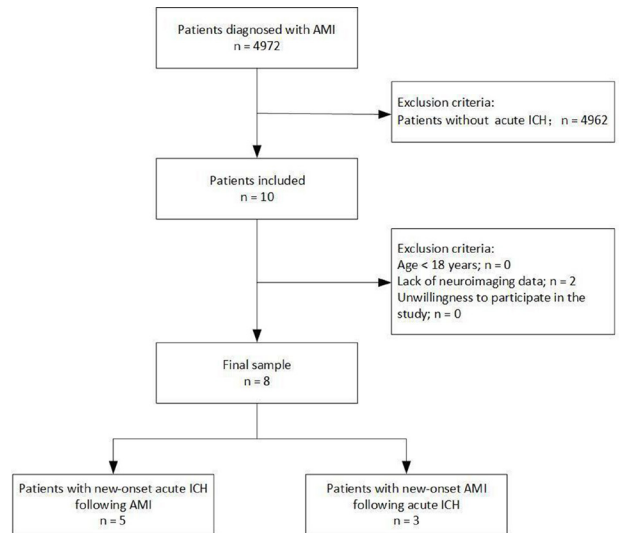 Patients diagnosed with AMI
n = 4972
Exclusion criteria:
Patients without acute ICH；n = 4962
Patients included
n = 10
Exclusion criteria:
Age < 18 years; n = 0
Lack of neuroimaging data; n = 2
Unwillingness to participate in the
study; n = 0
Final sample
n = 8
Patients with new-onset acute ICH
following AMI
n = 5
Patients with new-onset AMI
following acute ICH
n = 3